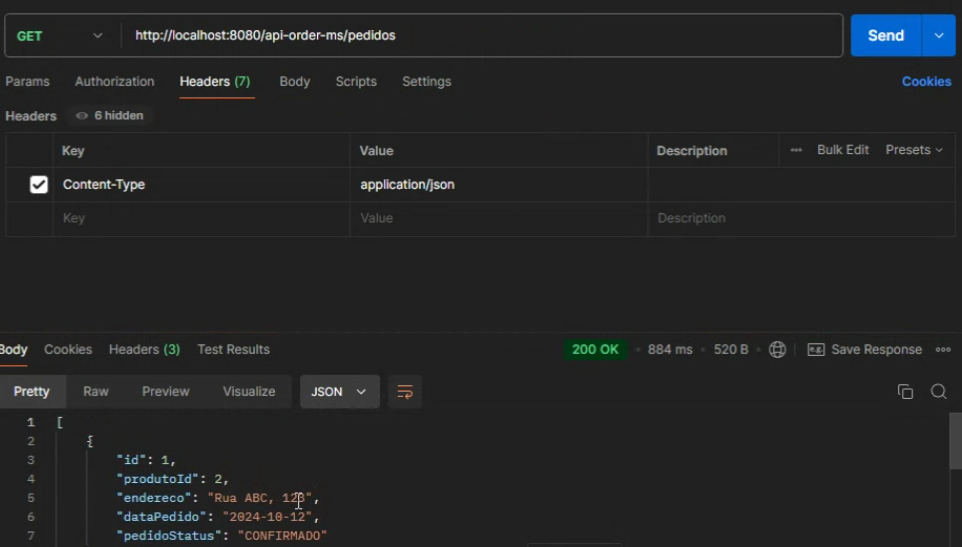 GET http://localhost:8080/api-order-ms/pedidos Send
Params Authorization Headers (7) Body Scripts Settings Cookies
Headers 6 hidden
Key Value Description ••• Bulk Edit Presets
Content-Type application/json
Key Value Description
Body Cookies Headers (3) Test Results 200 OK • 884 ms • 520 B • e.g. Save Response •••
Pretty Raw Preview Visualize JSON
1 [
2 {
3 "id": 1,
4 "produtoId": 2,
5 "endereco": "Rua ABC, 123",
6 "dataPedido": "2024-10-12",
7 "pedidoStatus": "CONFIRMADO"